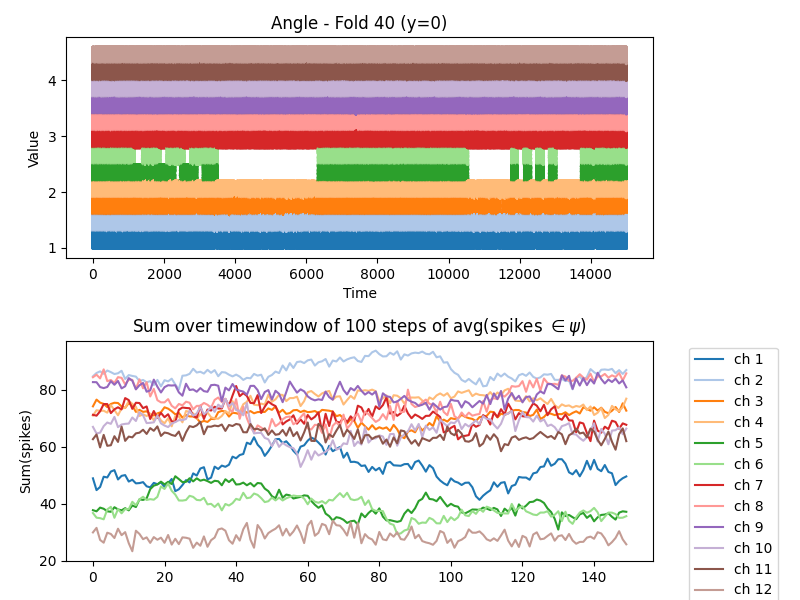 Angle - Fold 40 (y=0)
Value
4
3
2
1
0 2000 4000 6000 8000 10000 12000 14000
Time
Sum over timewindow of 100 steps of avg(spikes ∈ψ)
Sum(spikes)
80
60
40
20
0 20 40 60 80 100 120 140
ch 1
ch 2
ch 3
ch 4
ch 5
ch 6
ch 7
ch 8
ch 9
ch 10
ch 11
ch 12